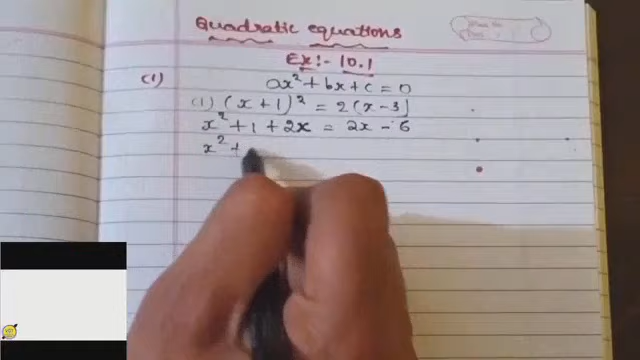 Quadratic equations
Ex:- 10.1
(1) ax² + bx + c = 0
(1) (x + 1)² = 2(x - 3)
x² + 1 + 2x = 2x - 6
x² +